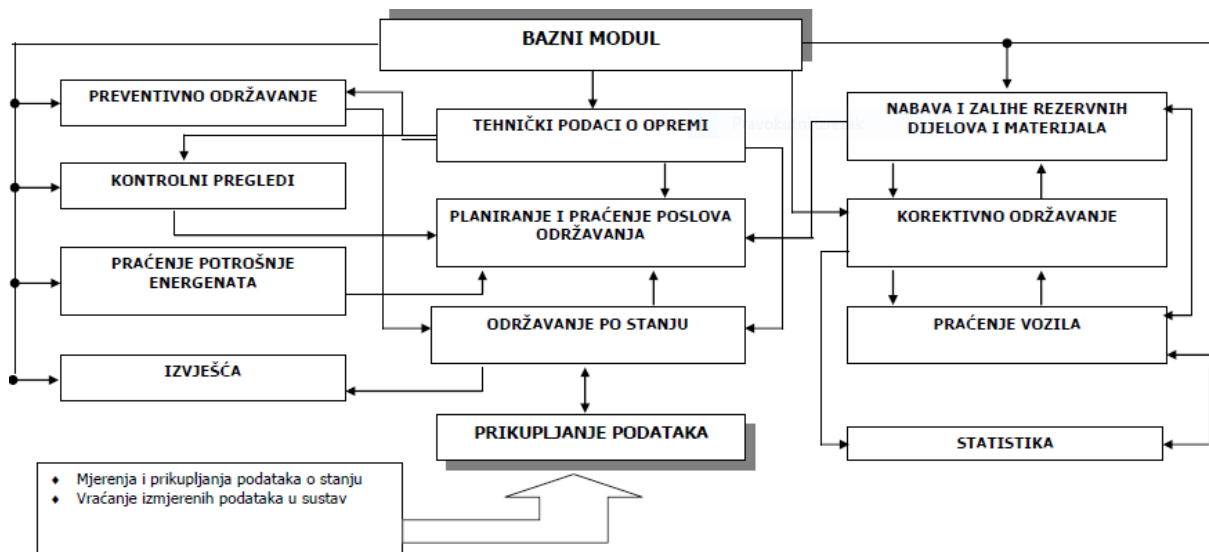 BAZNI MODUL
PREVENTIVNO ODRŽAVANJE
TEHNIČKI PODACI O OPREMI
NABAVA I ZALIHE REZERVNIH
DIJELOVA I MATERIJALA
KONTROLNI PREGLEDI
PLANIRANJE I PRAĆENJE POSLOVA
ODRŽAVANJA
KOREKTIVNO ODRŽAVANJE
PRAĆENJE POTROŠNJE
ENERGENATA
ODRŽAVANJE PO STANJU
PRAĆENJE VOZILA
IZVJEŠĆA
PRIKUPLJANJE PODATAKA
STATISTIKA
♦ Mjerenja i prikupljanja podataka o stanju
♦ Vraćanje izmjerenih podataka u sustav